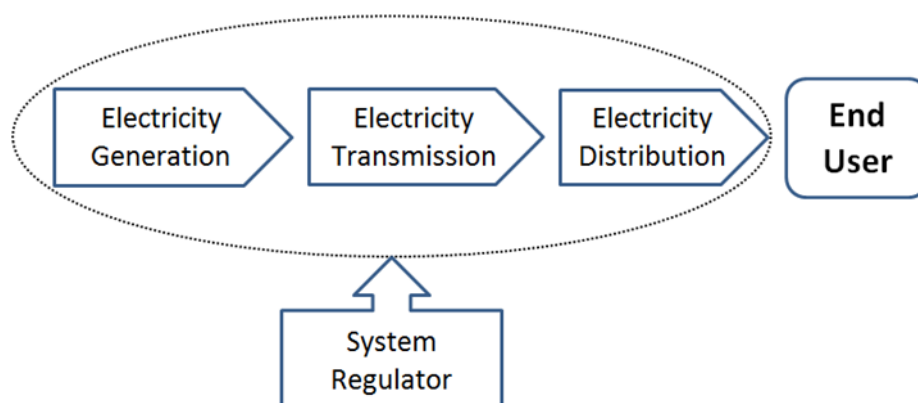 Electricity
Generation
Electricity
Transmission
Electricity
Distribution
End
User
System
Regulator